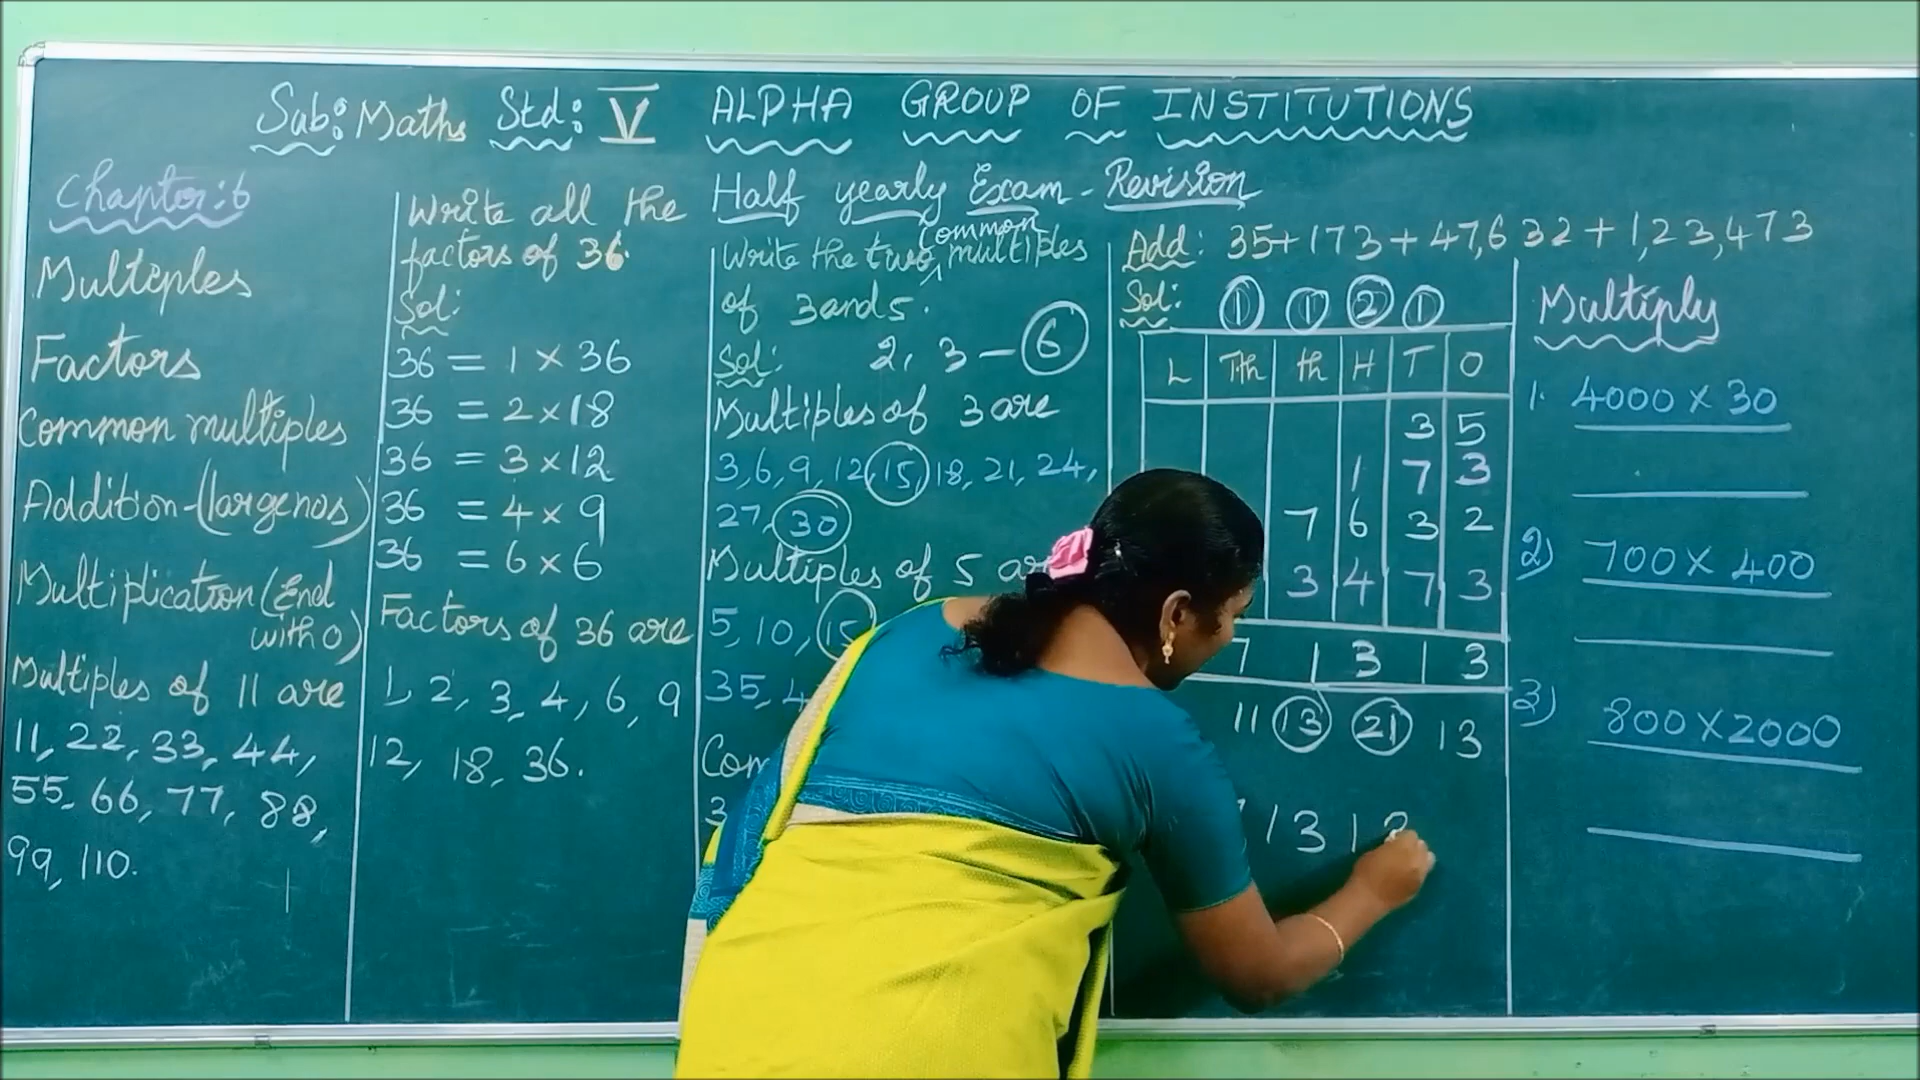 Sub: Maths Std: V ALPHA GROUP OF INSTITUTIONS
Half yearly Exam - Revision
Chapter: 6
Multiples
Factors
Common multiples
Addition - (large nos)
Multiplication (End
with 0)
Multiples of 11 are
11, 22, 33, 44,
55, 66, 77, 88,
99, 110.
Write all the
factors of 36.
Sol:
36 = 1 × 36
36 = 2 × 18
36 = 3 × 12
36 = 4 × 9
36 = 6 × 6
Factors of 36 are
1, 2, 3, 4, 6, 9
12, 18, 36.
Write the two common multiples
of 3 and 5.
Sol: 2, 3 - 6
Multiples of 3 are
3, 6, 9, 12, 15, 18, 21, 24,
27, 30
Multiples of 5
5, 10, 15
35,
3
Add: 35 + 173 + 47,632 + 1,23,473
Sol: 1 1 2 1
L T.th th H T O
3 5
1 7 3
7 6 3 2
3 4 7 3
7 1 3 1 3
11 13 21 13
1 3 1
Multiply
1. 4000 × 30
2) 700 × 400
3) 800 × 2000